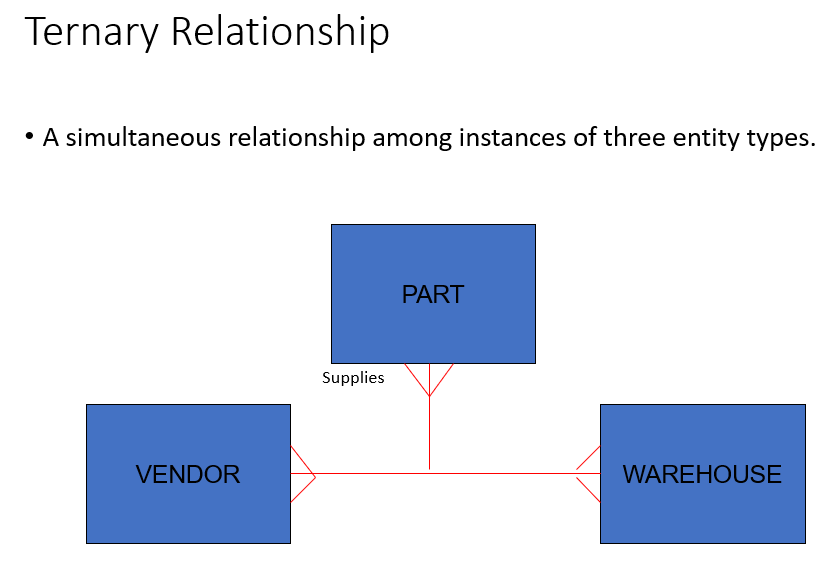 Ternary Relationship
• A simultaneous relationship among instances of three entity types.
PART
Supplies
VENDOR
WAREHOUSE